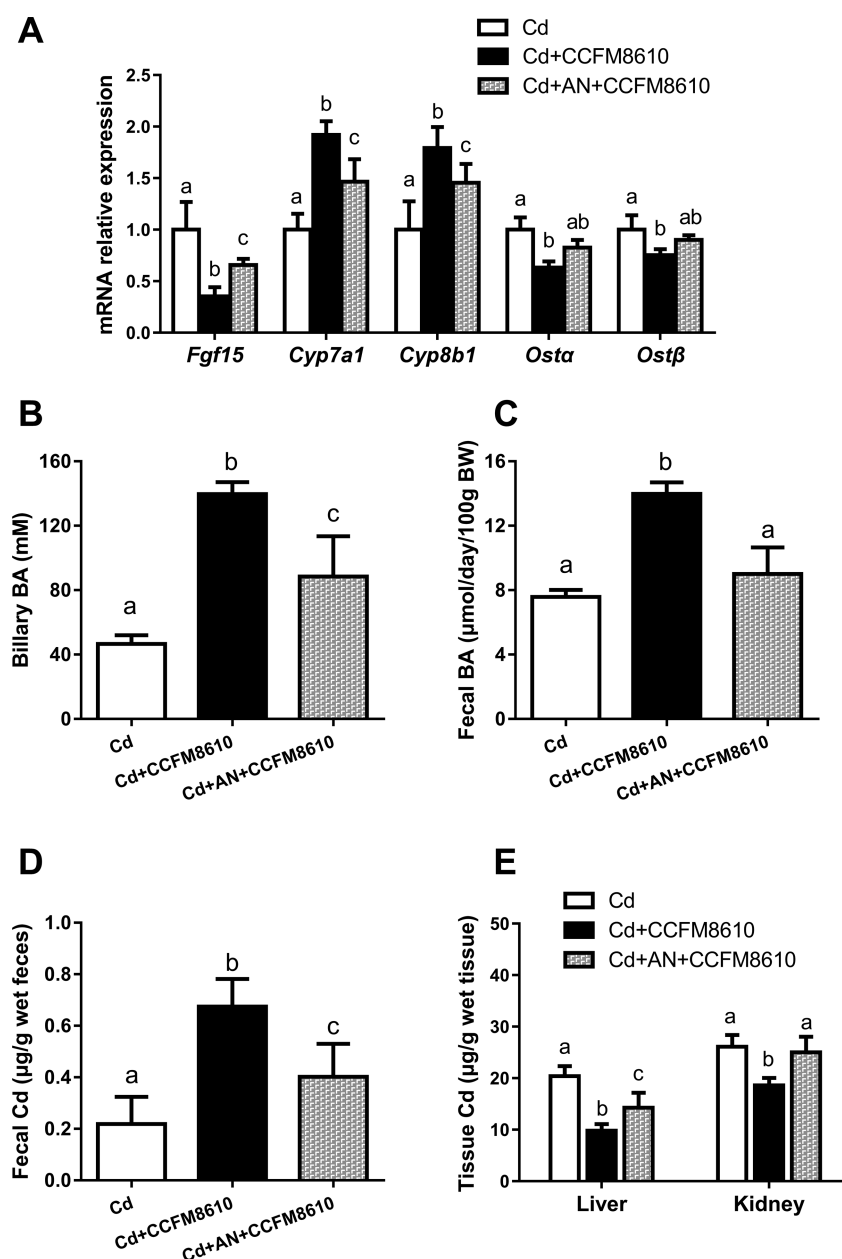 A
Cd
Cd+CCFM8610
Cd+AN+CCFM8610
mRNA relative expression
2.5
2.0
1.5
1.0
0.5
0.0
a b c
a b c
a b c
a b ab
a b ab
Fgf15 Cyp7a1 Cyp8b1 Ostα Ostβ
B
Billary BA (mM)
160
120
80
40
0
a b c
Cd
Cd+CCFM8610
Cd+AN+CCFM8610
C
Fecal BA (μmol/day/100g BW)
16
12
8
4
0
a b a
Cd
Cd+CCFM8610
Cd+AN+CCFM8610
D
Fecal Cd (μg/g wet feces)
1.0
0.8
0.6
0.4
0.2
0.0
a b c
Cd
Cd+CCFM8610
Cd+AN+CCFM8610
E
Cd
Cd+CCFM8610
Cd+AN+CCFM8610
Tissue Cd (μg/g wet tissue)
50
40
30
20
10
0
a b c
a b a
Liver Kidney